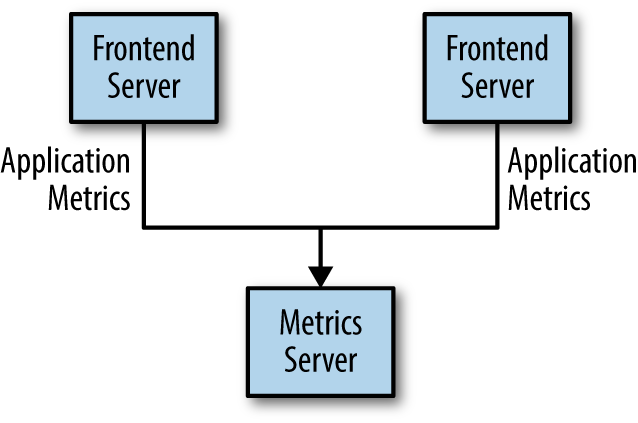 Frontend
Server
Frontend
Server
Application
Metrics
Application
Metrics
Metrics
Server